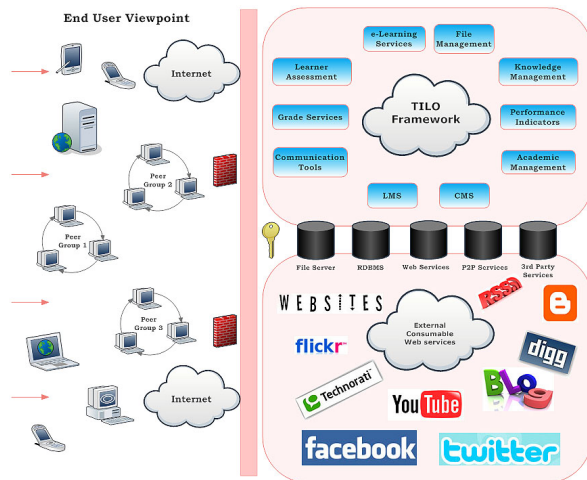 End User Viewpoint
Internet
Peer
Group 2
Peer
Group 1
Peer
Group 3
Internet
e-Learning
Services
File
Management
Learner
Assessment
Knowledge
Management
TILO
Framework
Grade Services
Performance
Indicators
Communication
Tools
Academic
Management
LMS
CMS
File Server
RDBMS
Web Services
P2P Services
3rd Party
Services
WEBSITES
External
Consumable
Web services
flickr
digg
Technorati
YouTube
BLOG
facebook
twitter